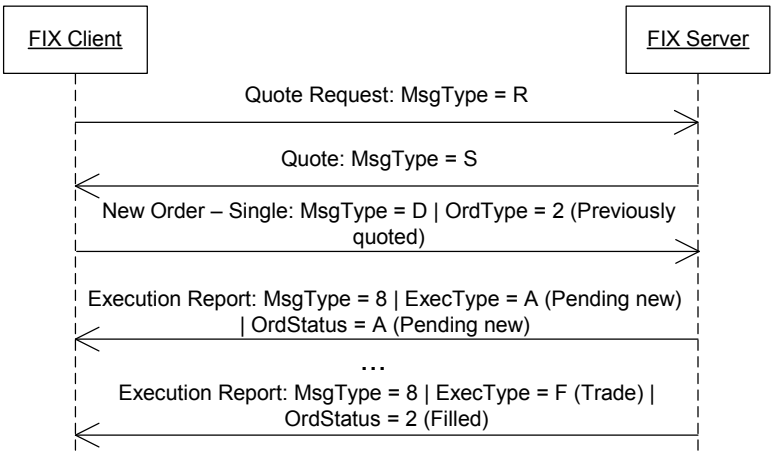 FIX Client
FIX Server
Quote Request: MsgType = R
Quote: MsgType = S
New Order – Single: MsgType = D | OrdType = 2 (Previously
quoted)
Execution Report: MsgType = 8 | ExecType = A (Pending new)
| OrdStatus = A (Pending new)
...
Execution Report: MsgType = 8 | ExecType = F (Trade) |
OrdStatus = 2 (Filled)